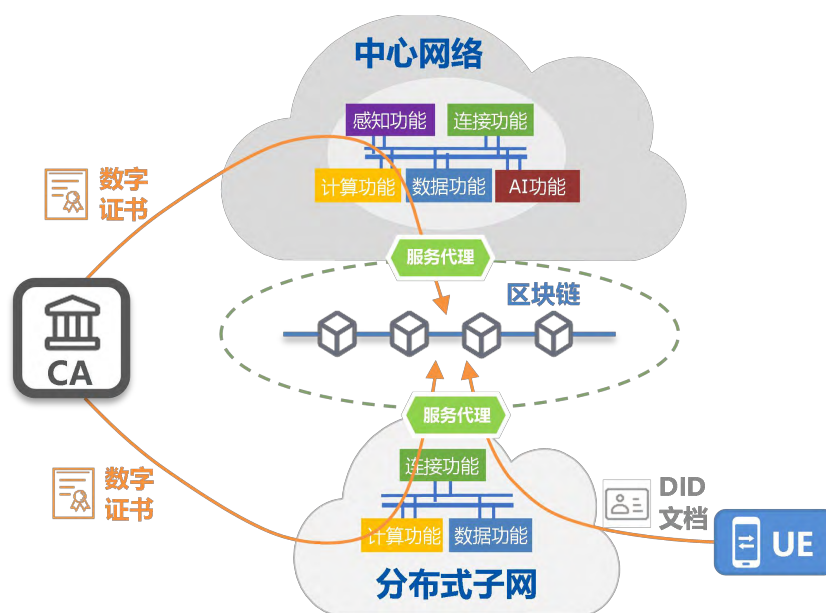 中心网络
感知功能
连接功能
计算功能
数据功能
AI功能
数字
证书
服务代理
区块链
CA
服务代理
连接功能
数字
证书
DID
文档
计算功能
数据功能
UE
分布式子网